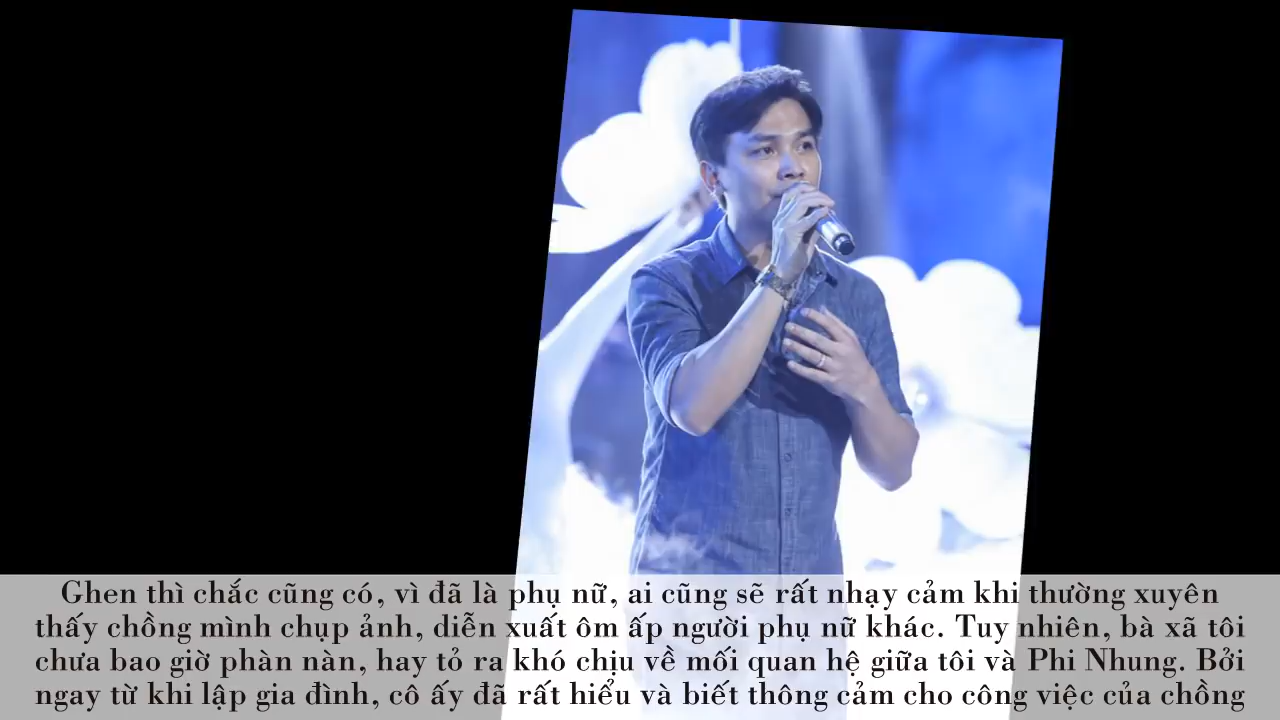 Ghen thì chắc cũng có, vì đã là phụ nữ, ai cũng sẽ rất nhạy cảm khi thường xuyên
thấy chồng mình chụp ảnh, diễn xuất ôm ấp người phụ nữ khác. Tuy nhiên, bà xã tôi
chưa bao giờ phàn nàn, hay tỏ ra khó chịu về mối quan hệ giữa tôi và Phi Nhung. Bởi
ngay từ khi lập gia đình, cô ấy đã rất hiểu và biết thông cảm cho công việc của chồng